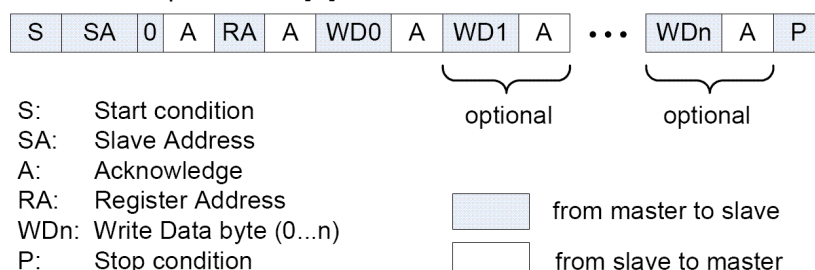 S SA 0 A RA A WD0 A WD1 A ••• WDn A P
optional optional
S: Start condition
SA: Slave Address
A: Acknowledge
RA: Register Address
WDn: Write Data byte (0...n)
P: Stop condition
from master to slave
from slave to master